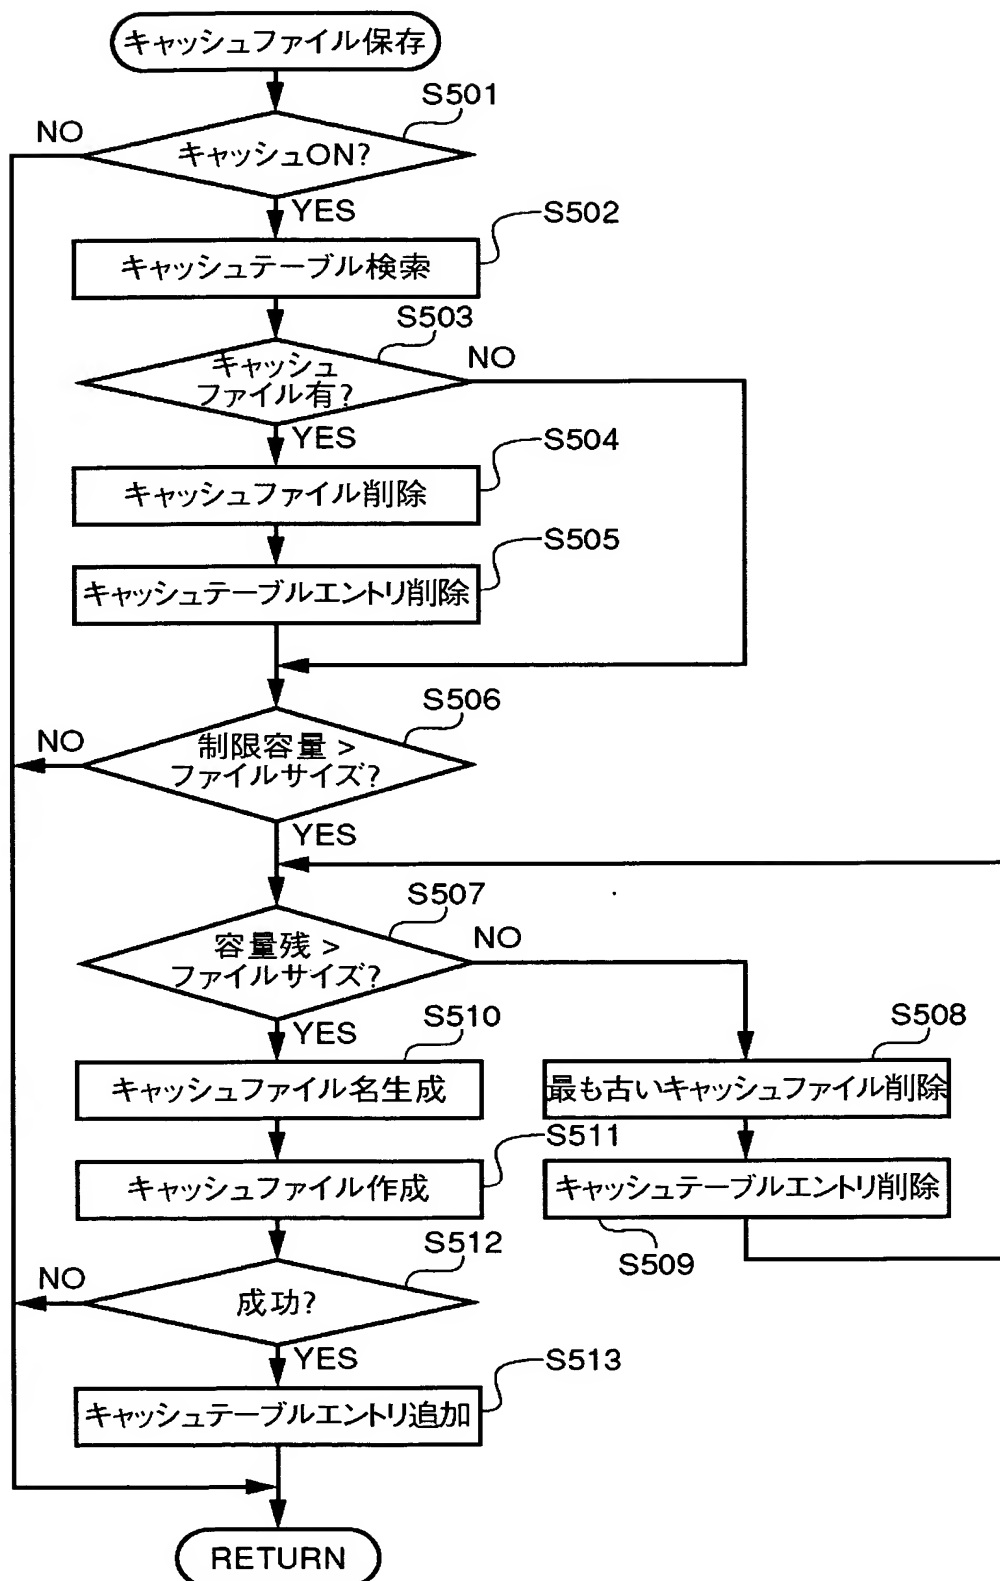 キャッシュファイル保存
S501
NO
キャッシュON?
YES
S502
キャッシュテーブル検索
S503
キャッシュ
ファイル有?
NO
YES
S504
キャッシュファイル削除
S505
キャッシュテーブルエントリ削除
S506
NO
制限容量 >
ファイルサイズ?
YES
S507
容量残 >
ファイルサイズ?
NO
YES
S510
S508
キャッシュファイル名生成
最も古いキャッシュファイル削除
S511
キャッシュファイル作成
キャッシュテーブルエントリ削除
S512
S509
NO
成功?
YES
S513
キャッシュテーブルエントリ追加
RETURN